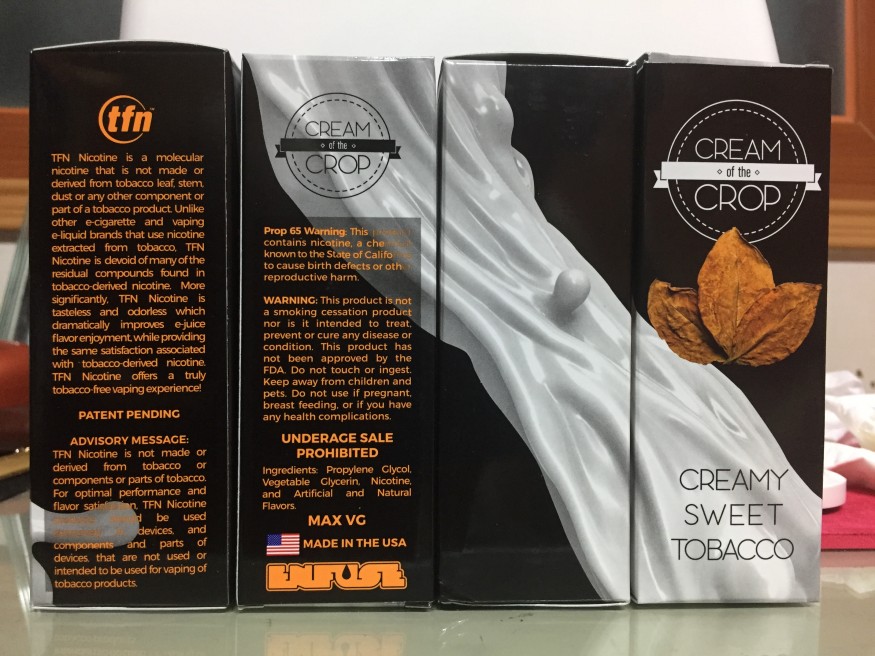 tfn
TFN Nicotine is a molecular
nicotine that is not made or
derived from tobacco leaf, stem,
dust or any other component or
part of a tobacco product. Unlike
other e-cigarette and vaping
e-liquid brands that use nicotine
extracted from tobacco, TFN
Nicotine is devoid of many of the
residual compounds found in
tobacco-derived nicotine. More
significantly, TFN Nicotine is
tasteless and odorless which
dramatically improves e-juice
flavor enjoyment, while providing
the same satisfaction associated
with tobacco-derived nicotine.
TFN Nicotine offers a truly
tobacco-free vaping experience!
PATENT PENDING
ADVISORY MESSAGE:
TFN Nicotine is not made or
derived from tobacco or
components or parts of tobacco.
For optimal performance and
flavor TFN Nicotine
be used
devices, and
components and parts of
devices, that are not used or
intended to be used for vaping of
tobacco products.
CREAM
of the
CROP
Prop 65 Warning: This
contains nicotine, a
known to the State of
to cause birth defects or
reproductive harm.
WARNING: This product is not
a smoking cessation product
nor is it intended to treat,
prevent or cure any disease or
condition. This product has
not been approved by the
FDA. Do not touch or ingest.
Keep away from children and
pets. Do not use if pregnant,
breast feeding, or if you have
any health complications.
UNDERAGE SALE
PROHIBITED
Ingredients: Propylene Glycol,
Vegetable Glycerin, Nicotine,
and Artificial and Natural
Flavors.
MAX VG
MADE IN THE USA
ENFUSE
CREAM
of the
CROP
CREAMY
SWEET
TOBACCO